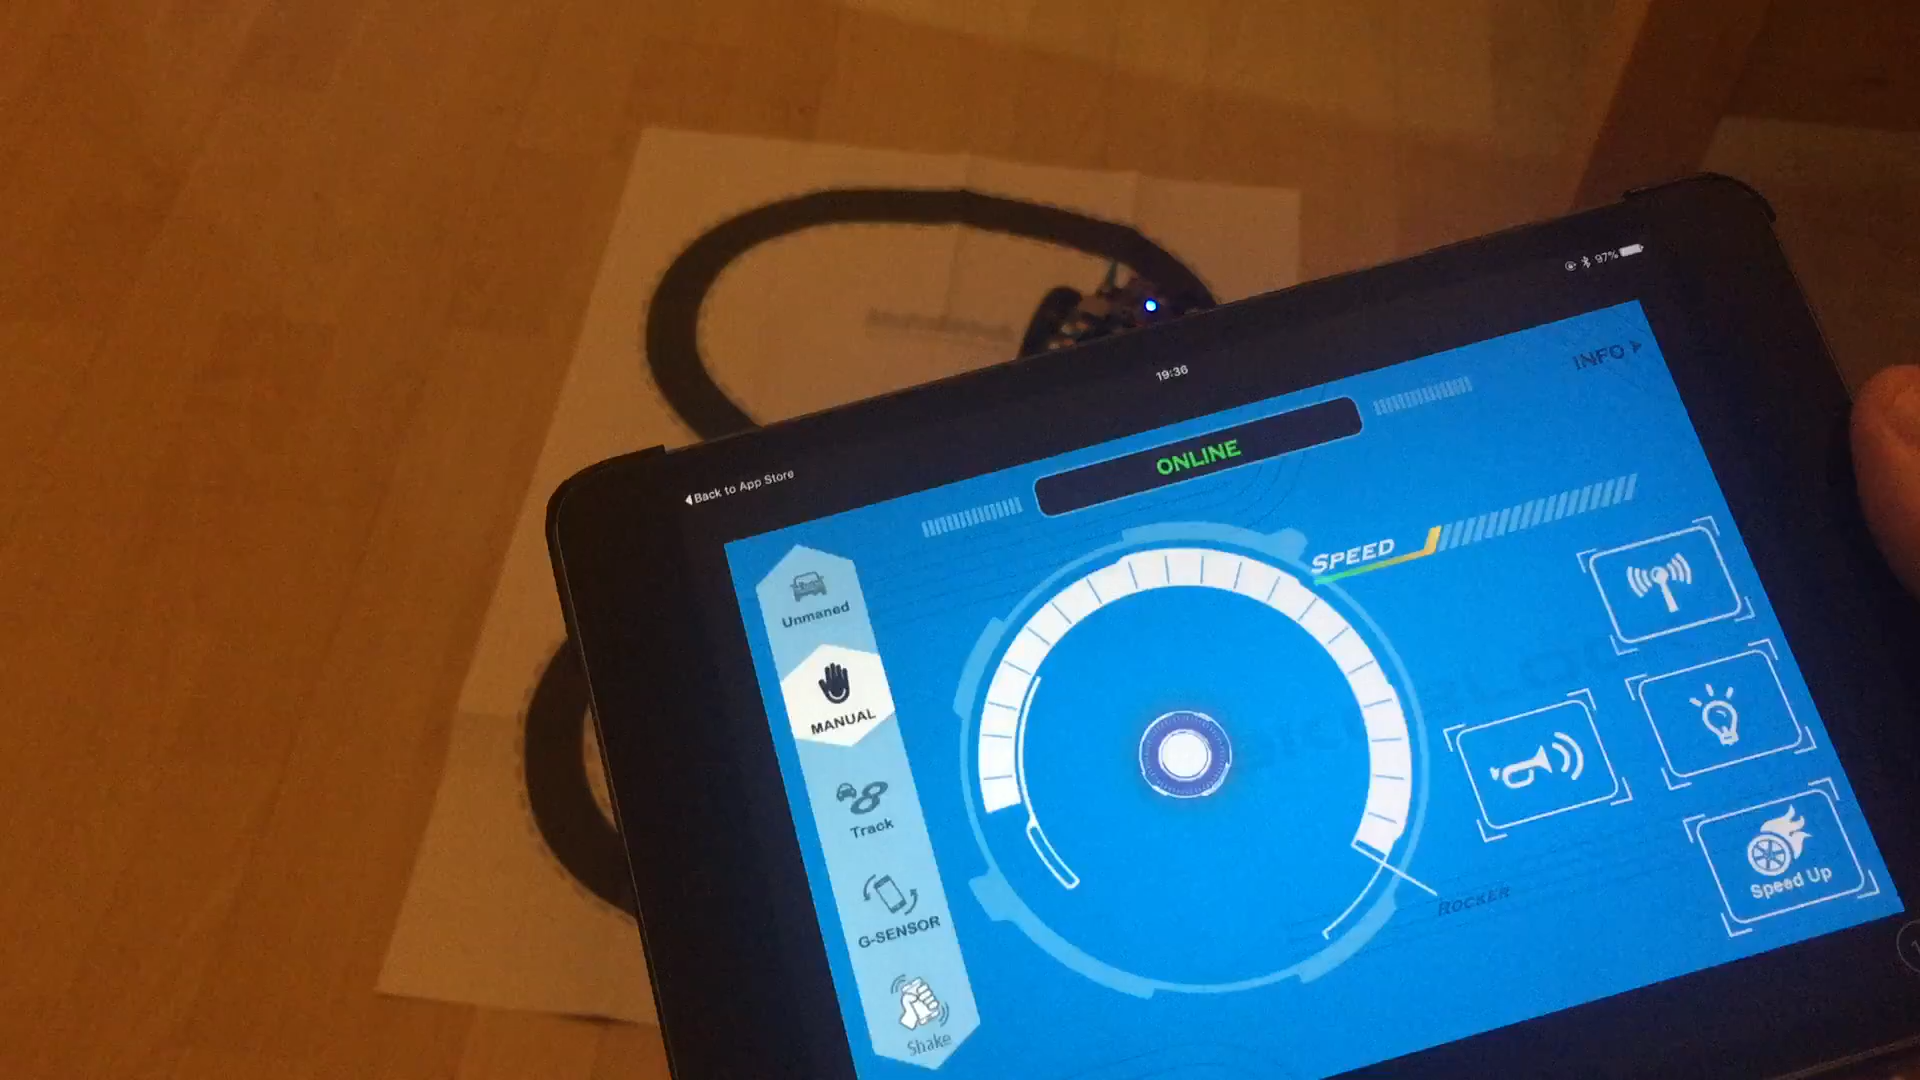 97%
19:36
Back to App Store
INFO
ONLINE
SPEED
Unmaned
MANUAL
Track
G-SENSOR
Shake
Speed Up
ROCKER